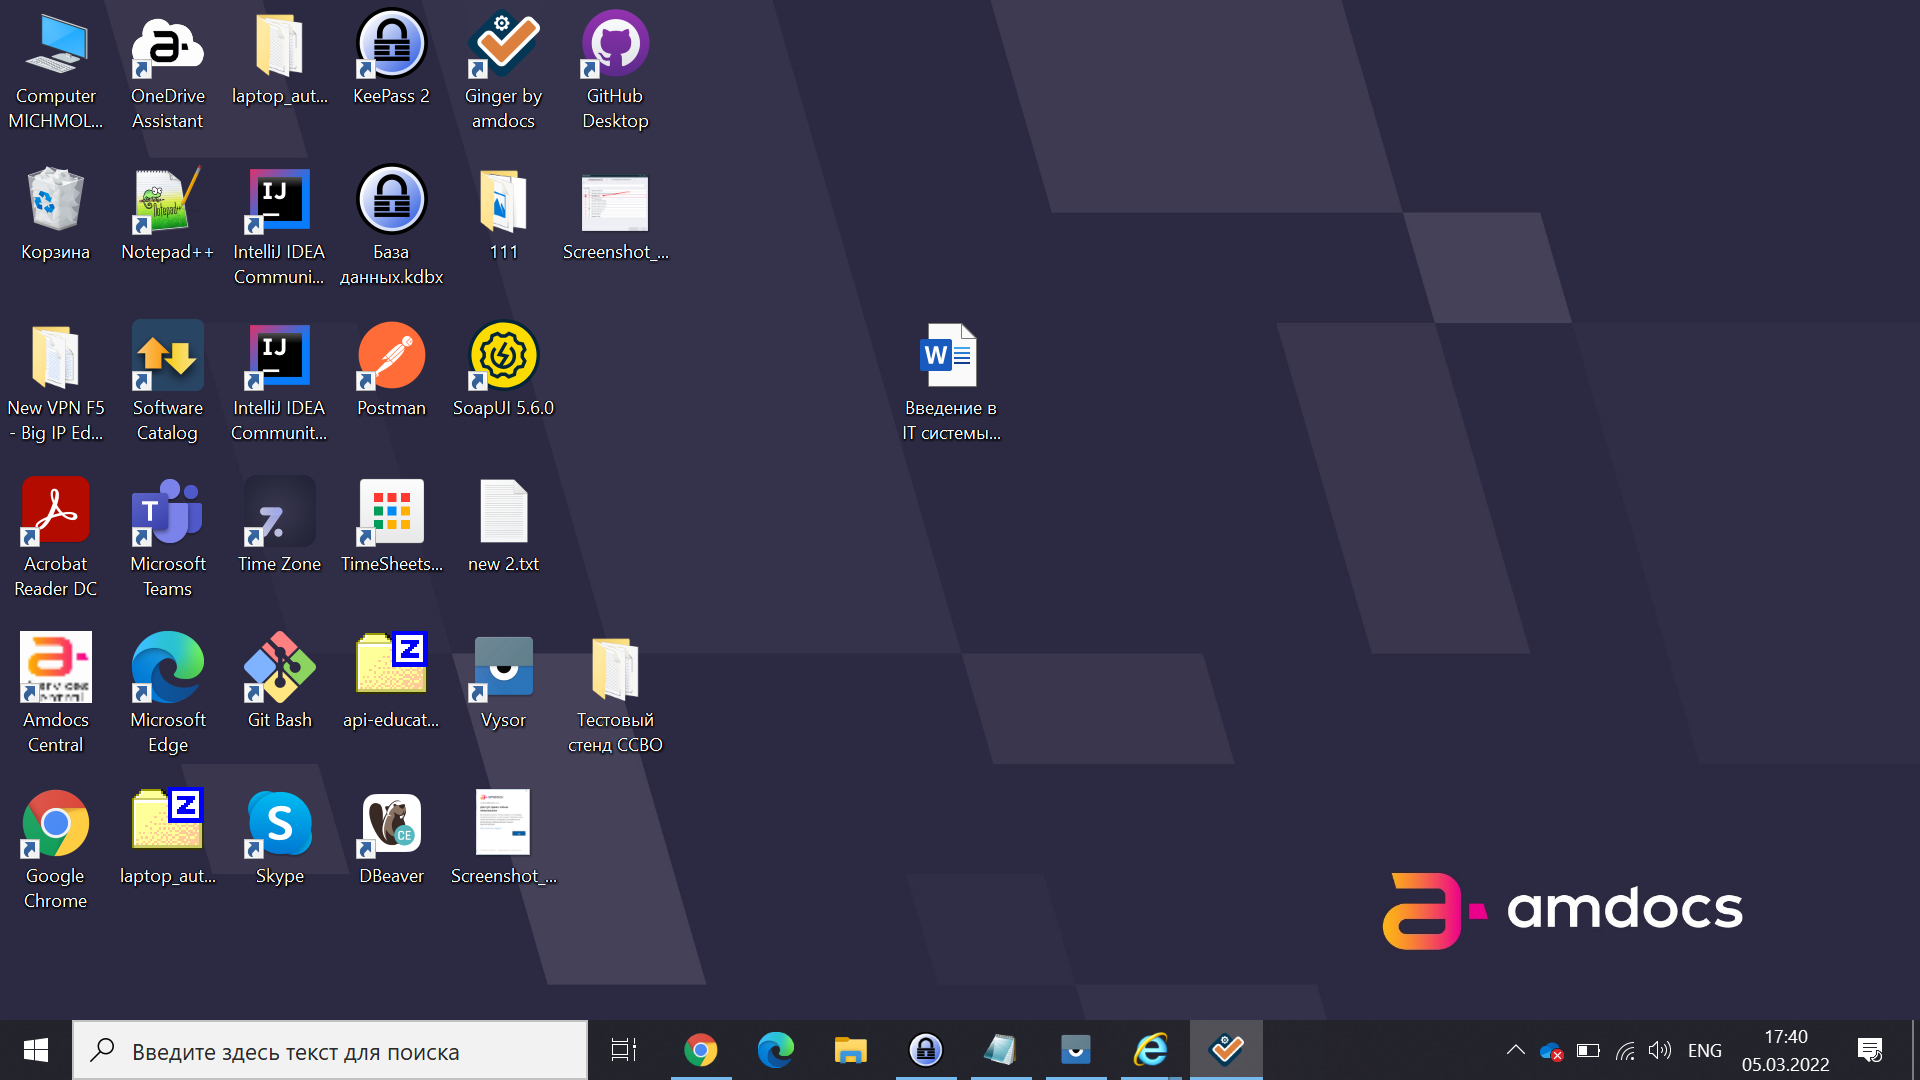 Computer
MICHMOL...
OneDrive
Assistant
laptop_aut...
KeePass 2
Ginger by
amdocs
GitHub
Desktop
Корзина
Notepad++
IntelliJ IDEA
Communi...
База
данных.kdbx
111
Screenshot_...
New VPN F5
- Big IP Ed...
Software
Catalog
IntelliJ IDEA
Communit...
Postman
SoapUI 5.6.0
Введение в
IT системы...
Acrobat
Reader DC
Microsoft
Teams
Time Zone
TimeSheets...
new 2.txt
Amdocs
Central
Microsoft
Edge
Git Bash
api-educat...
Vysor
Тестовый
стенд ССВО
Google
Chrome
laptop_aut...
Skype
DBeaver
Screenshot_...
amdocs
Введите здесь текст для поиска
ENG
17:40
05.03.2022